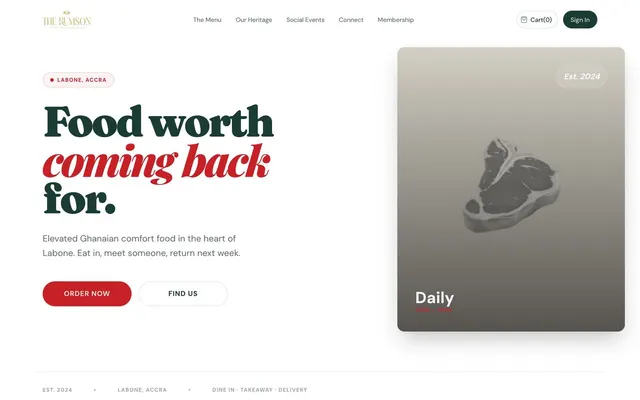 THE RUMSON
The Menu
Our Heritage
Social Events
Connect
Membership
Cart(0)
Sign In
LABONE, ACCRA
Food worth
coming back
for.
Elevated Ghanaian comfort food in the heart of
Labone. Eat in, meet someone, return next week.
ORDER NOW
FIND US
Est. 2024
Daily
EST. 2024
LABONE, ACCRA
DINE IN · TAKEAWAY · DELIVERY